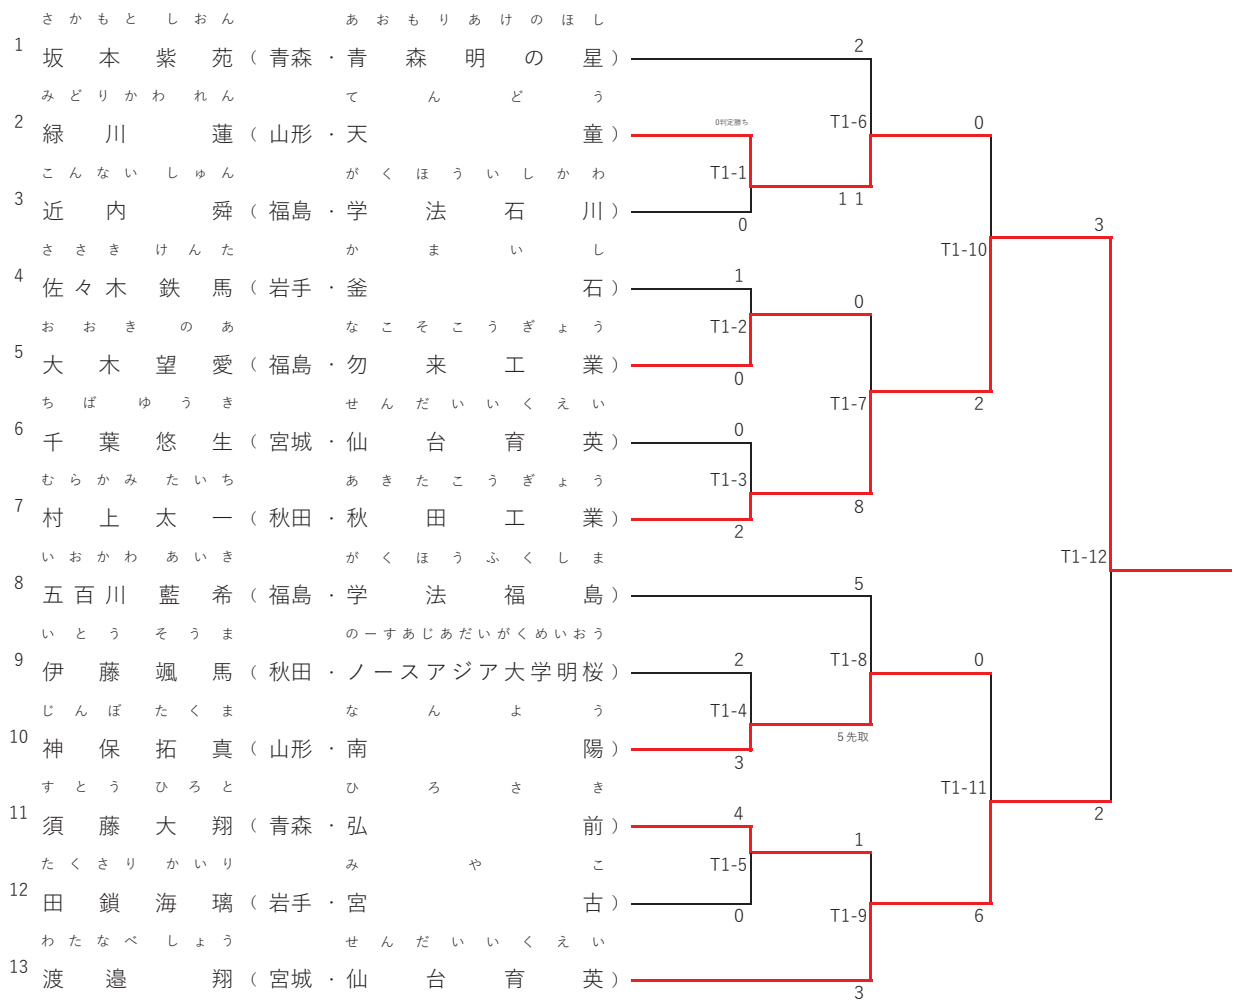 さかもと しおん あおもりあけのほし
1 坂本紫苑（青森・青森明の星）
みどりかわ れん てんどう
2 緑川蓮（山形・天童）
こんない しゅん がくほういしかわ
3 近内舜（福島・学法石川）
ささき けんた かまいし
4 佐々木鉄馬（岩手・釜石）
おおき のあ なこそこうぎょう
5 大木望愛（福島・勿来工業）
ちば ゆうき せんだいいくえい
6 千葉悠生（宮城・仙台育英）
むらかみ たいち あきたこうぎょう
7 村上太一（秋田・秋田工業）
いおかわ あいき がくほうふくしま
8 五百川藍希（福島・学法福島）
いとう そうま のーすあじあだいがくめいおう
9 伊藤颯馬（秋田・ノースアジア大学明桜）
じんぼ たくま なんよう
10 神保拓真（山形・南陽）
すとう ひろと ひろさき
11 須藤大翔（青森・弘前）
たくさり かいり みやこ
12 田鎖海璃（岩手・宮古）
わたなべ しょう せんだいいくえい
13 渡邉翔（宮城・仙台育英）
0判定勝ち
T1-1
0
1
T1-2
0
0
T1-3
2
2
T1-4
3
4
T1-5
0
2
T1-6
1 1
0
T1-7
8
5
T1-8
5先取
1
T1-9
3
0
T1-10
2
0
T1-11
6
3
T1-12
2